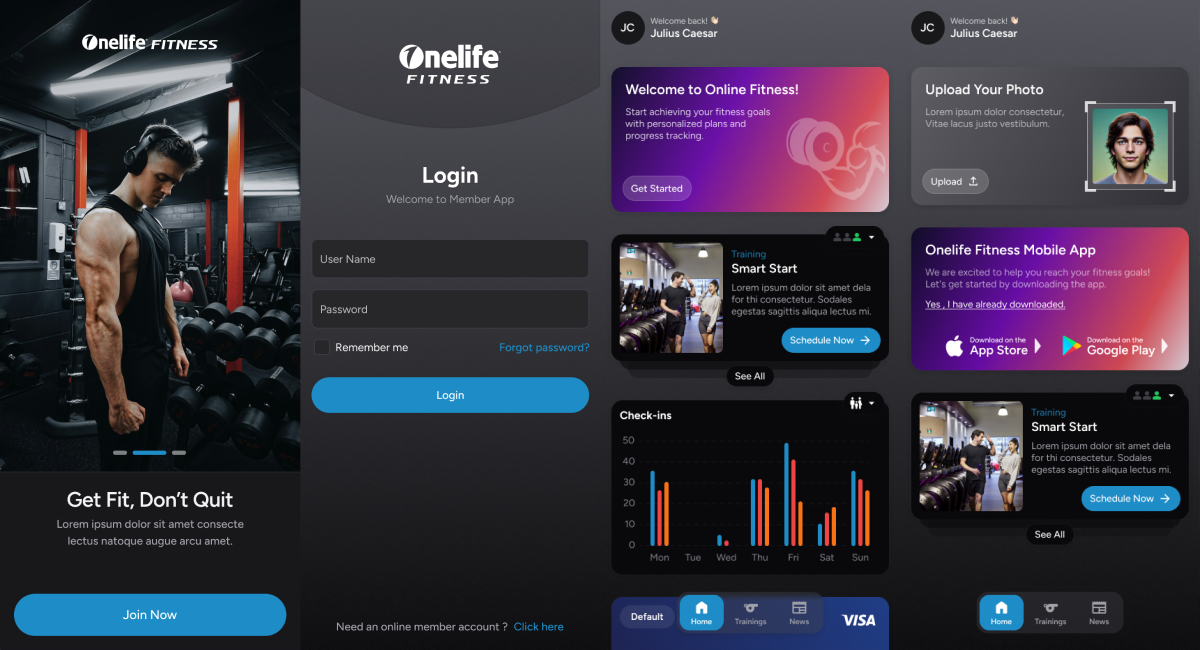 Onelife FITNESS
Get Fit, Don’t Quit
Lorem ipsum dolor sit amet consecte
lectus natoque augue arcu amet.
Join Now
Onelife
FITNESS
Login
Welcome to Member App
User Name
Password
Remember me
Forgot password?
Login
Need an online member account ? Click here
JC
Welcome back! 👋🏻
Julius Caesar
Welcome to Online Fitness!
Start achieving your fitness goals
with personalized plans and
progress tracking.
Get Started
Training
Smart Start
Lorem ipsum dolor sit amet dela
for thi consectetur. Sodales
egestas sagittis aliqua lectus mi.
Schedule Now
See All
Check-ins
50
40
30
20
10
0
Mon
Tue
Wed
Thu
Fri
Sat
Sun
Default
Home
Trainings
News
VISA
JC
Welcome back! 👋🏻
Julius Caesar
Upload Your Photo
Lorem ipsum dolor consectetur,
Vitae lacus justo vestibulum.
Upload
Onelife Fitness Mobile App
We are excited to help you reach your fitness goals!
Let's get started by downloading the app.
Yes , I have already downloaded.
Download on the
App Store
Download on the
Google Play
Training
Smart Start
Lorem ipsum dolor sit amet dela
for thi consectetur. Sodales
egestas sagittis aliqua lectus mi.
Schedule Now
See All
Home
Trainings
News